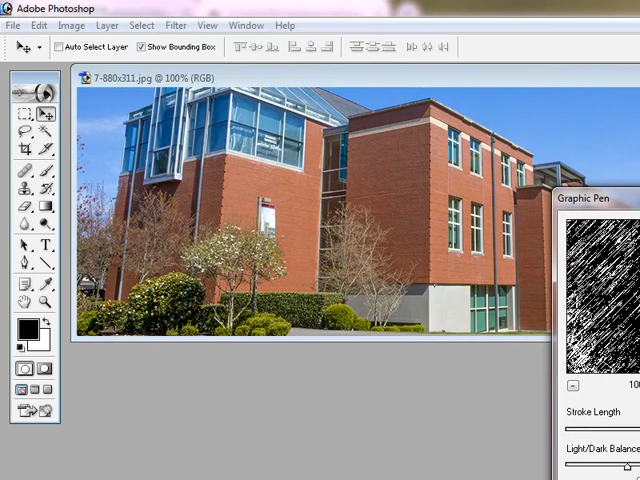 Adobe Photoshop
File Edit Image Layer Select Filter View Window Help
Auto Select Layer Show Bounding Box
7-880x311.jpg @ 100% (RGB)
Graphic Pen
T
Stroke Length
Light/Dark Balance